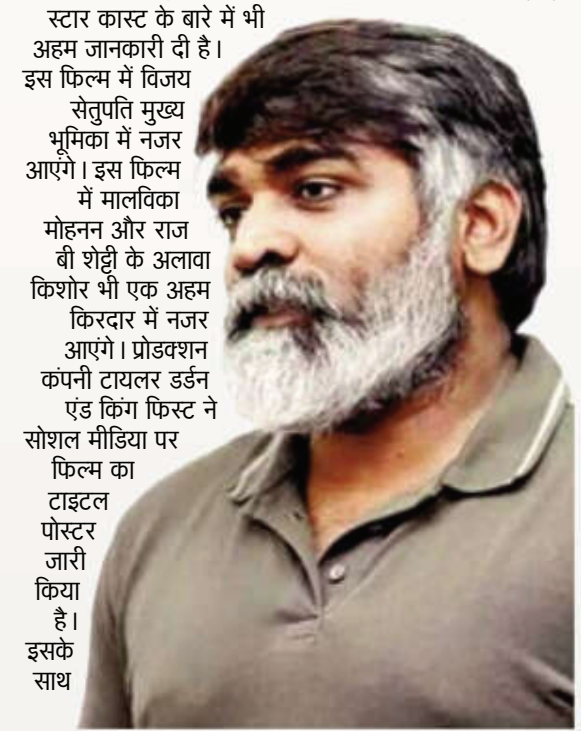 स्टार कास्ट के बारे में भी
अहम जानकारी दी है।
इस फिल्म में विजय
सेतुपति मुख्य
भूमिका में नजर
आएंगे। इस फिल्म
में मालविका
मोहनन और राज
बी शेट्टी के अलावा
किशोर भी एक अहम
किरदार में नजर
आएंगे। प्रोडक्शन
कंपनी टायलर डर्डन
एंड किंग फिस्ट ने
सोशल मीडिया पर
फिल्म का
टाइटल
पोस्टर
जारी
किया
है।
इसके
साथ